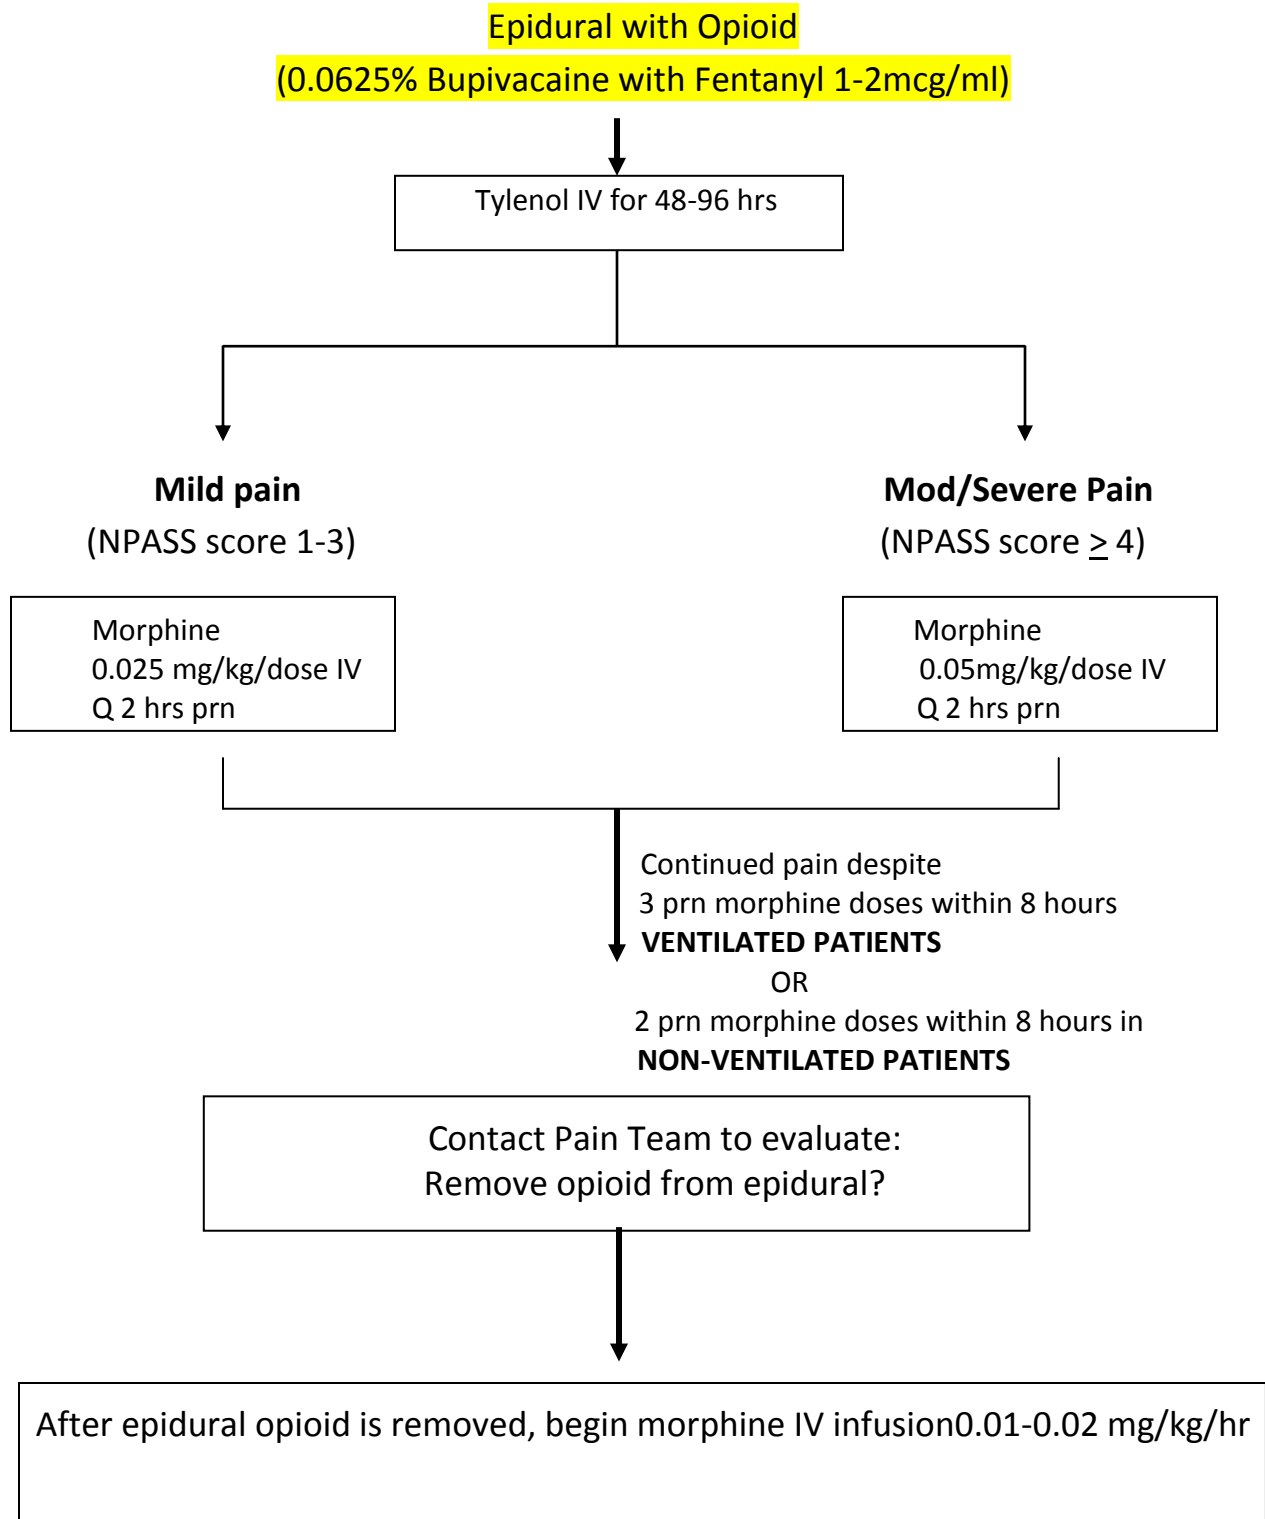 Epidural with Opioid
(0.0625% Bupivacaine with Fentanyl 1-2mcg/ml)
Tylenol IV for 48-96 hrs
Mild pain
(NPASS score 1-3)
Morphine
0.025 mg/kg/dose IV
Q 2 hrs prn
Mod/Severe Pain
(NPASS score ≥ 4)
Morphine
0.05mg/kg/dose IV
Q 2 hrs prn
Continued pain despite
3 prn morphine doses within 8 hours
VENTILATED PATIENTS
OR
2 prn morphine doses within 8 hours in
NON-VENTILATED PATIENTS
Contact Pain Team to evaluate:
Remove opioid from epidural?
After epidural opioid is removed, begin morphine IV infusion0.01-0.02 mg/kg/hr